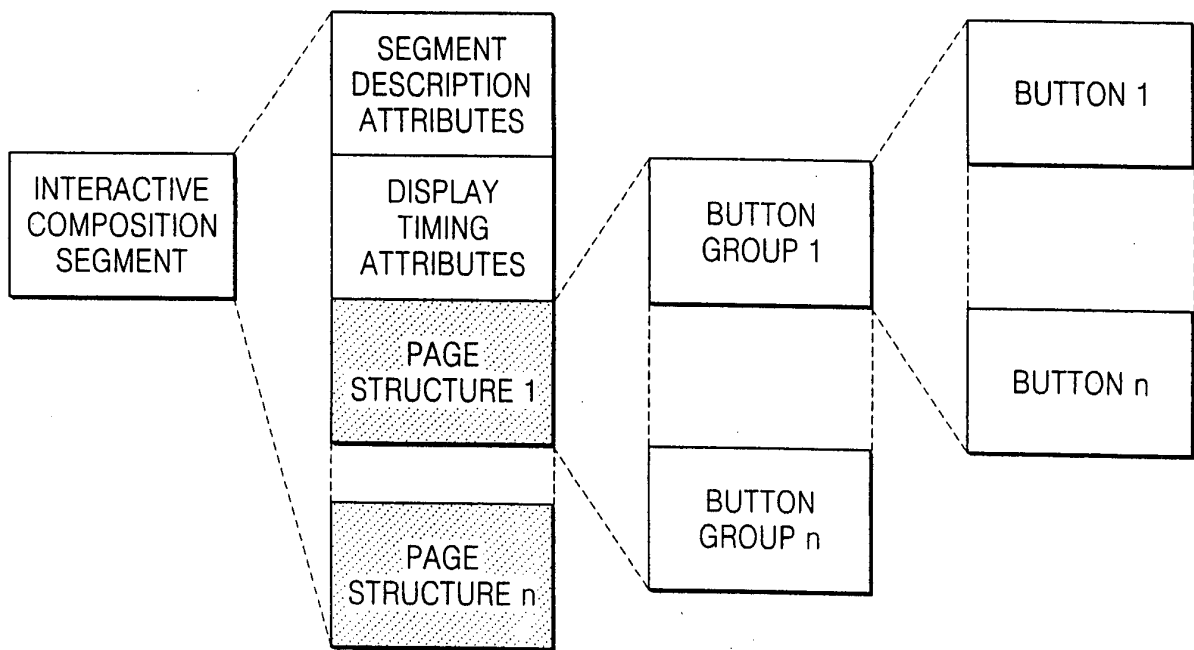 INTERACTIVE
COMPOSITION
SEGMENT
SEGMENT
DESCRIPTION
ATTRIBUTES
DISPLAY
TIMING
ATTRIBUTES
PAGE
STRUCTURE 1
PAGE
STRUCTURE n
BUTTON
GROUP 1
BUTTON
GROUP n
BUTTON 1
BUTTON n